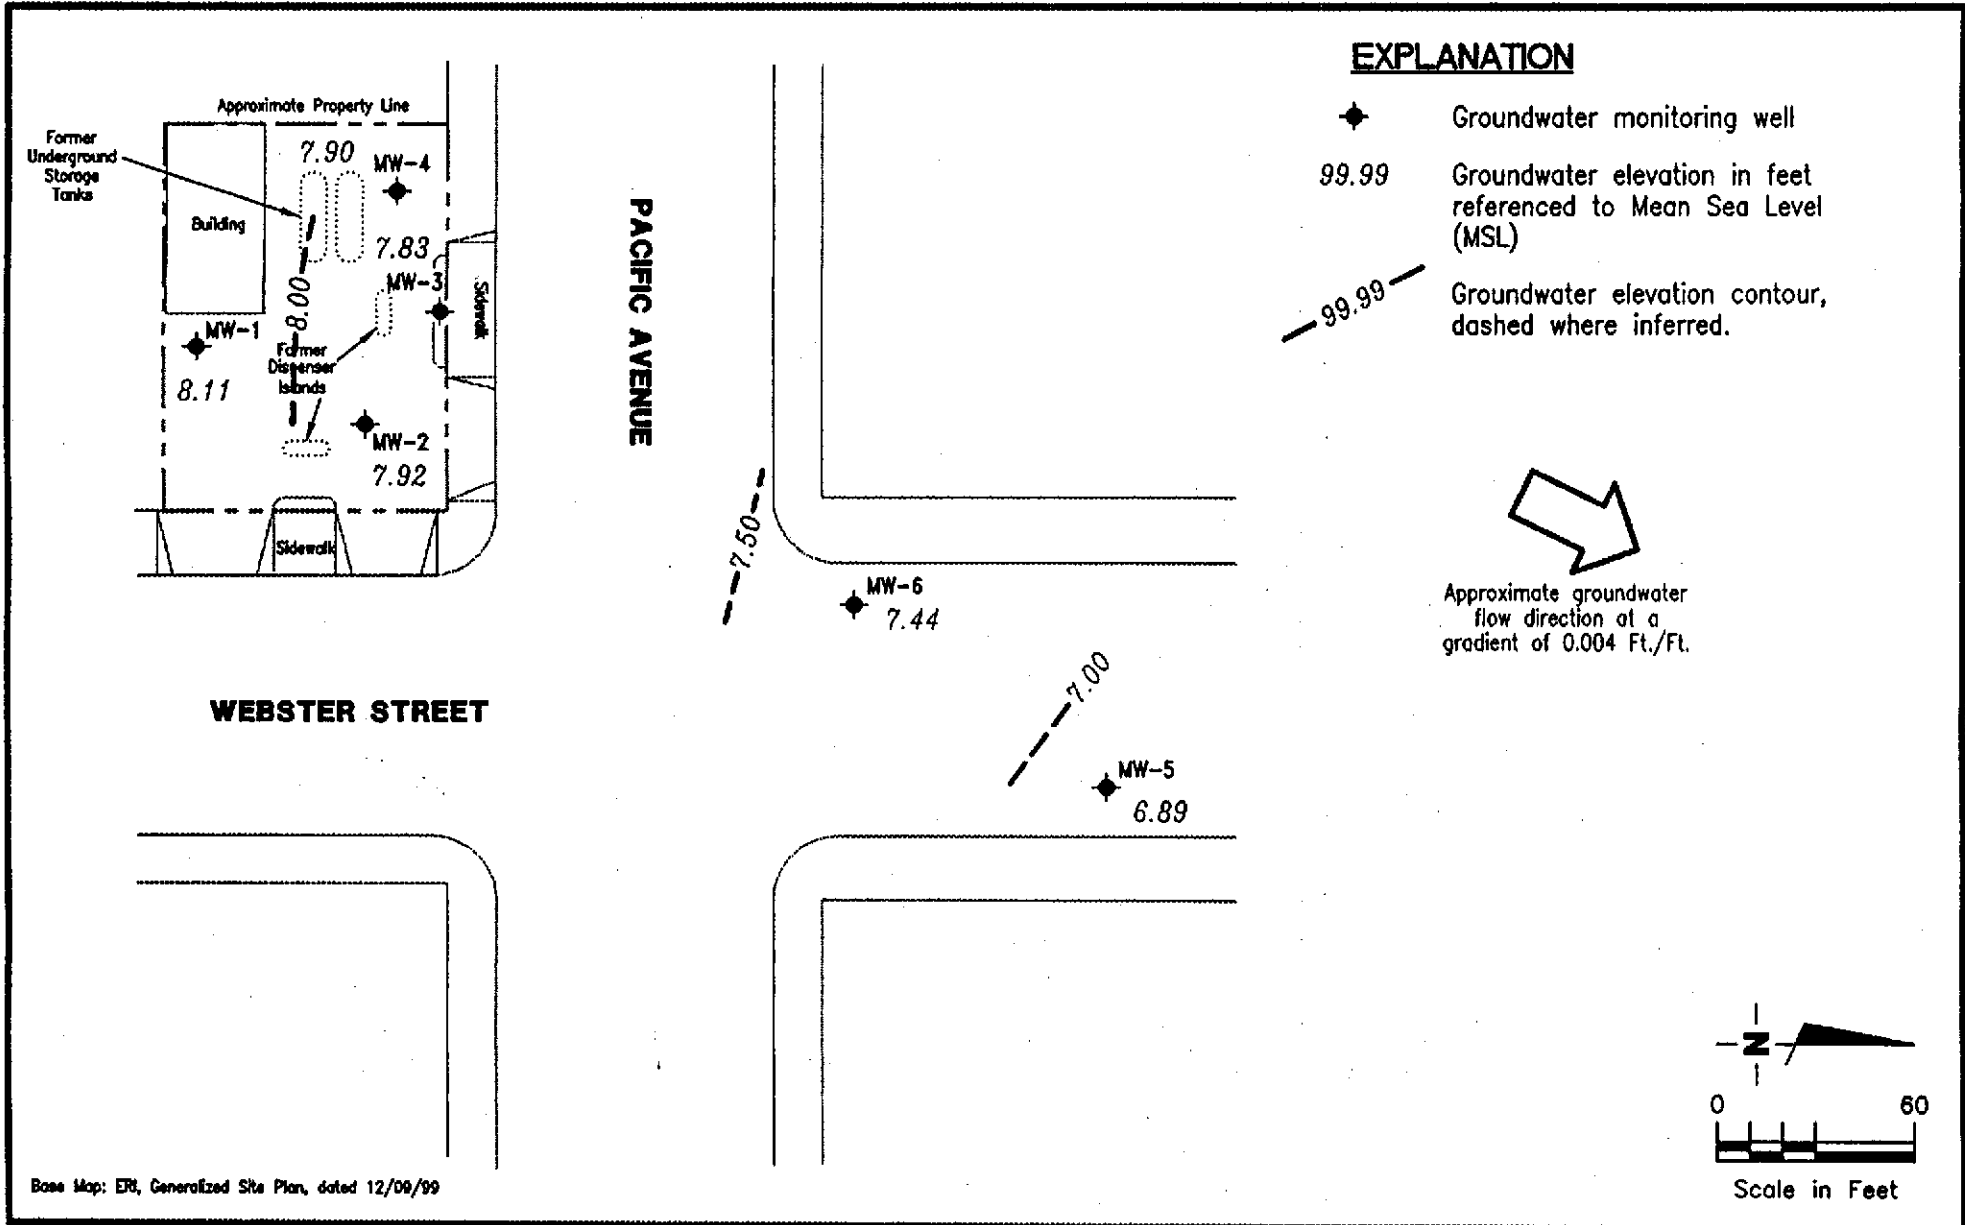 EXPLANATION
Groundwater monitoring well
99.99
Groundwater elevation in feet
referenced to Mean Sea Level
(MSL)
99.99
Groundwater elevation contour,
dashed where inferred.
Approximate Property Line
Former
Underground
Storage
Tanks
Building
7.90
MW-4
7.83
MW-3
8.00
MW-1
8.11
Former
Dispenser
Islands
MW-2
7.92
Sidewalk
Sidewalk
PACIFIC AVENUE
7.50
MW-6
7.44
WEBSTER STREET
7.00
MW-5
6.89
Approximate groundwater
flow direction at a
gradient of 0.004 Ft./Ft.
N
0 60
Scale in Feet
Base Map: ERI, Generalized Site Plan, dated 12/09/99